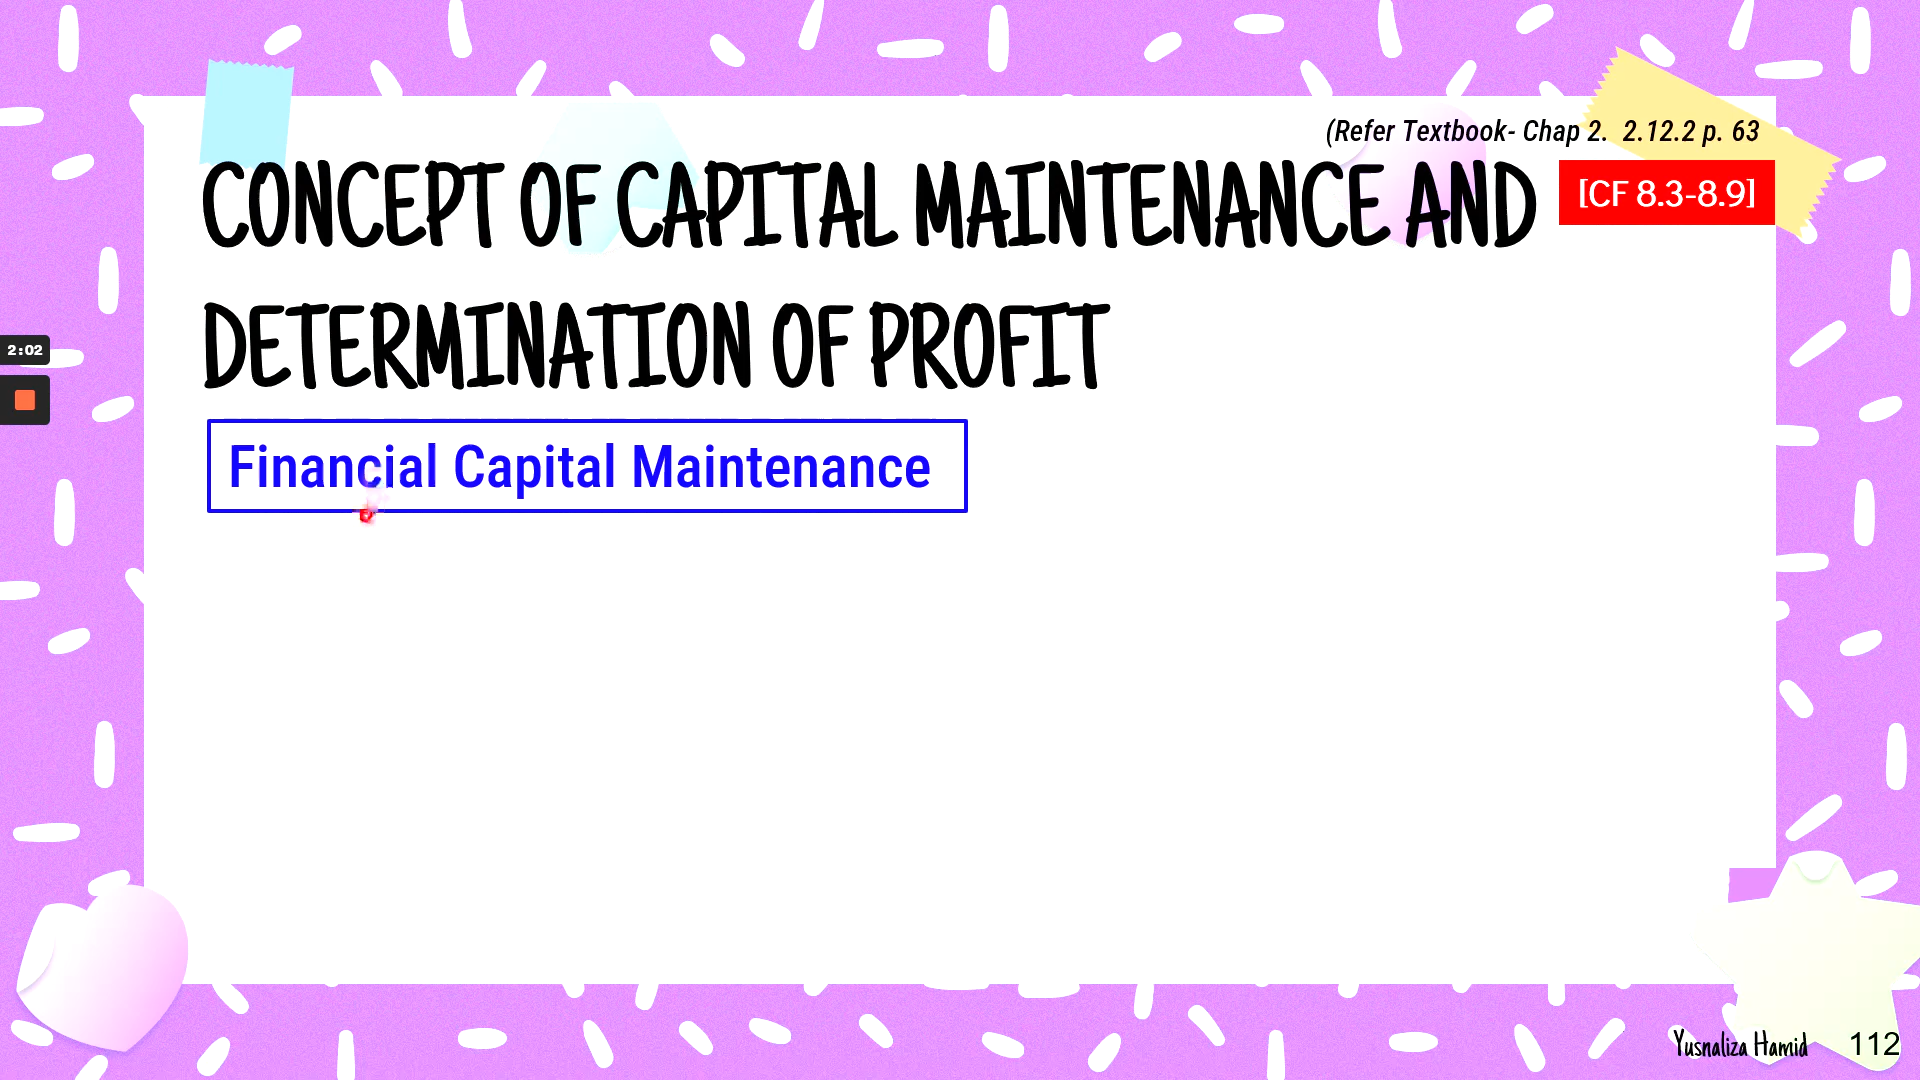 (Refer Textbook- Chap 2.  2.12.2 p. 63
CONCEPT OF CAPITAL MAINTENANCE AND
[CF 8.3-8.9]
DETERMINATION OF PROFIT
2:02
Financial Capital Maintenance
Yusnaliza Hamid
112